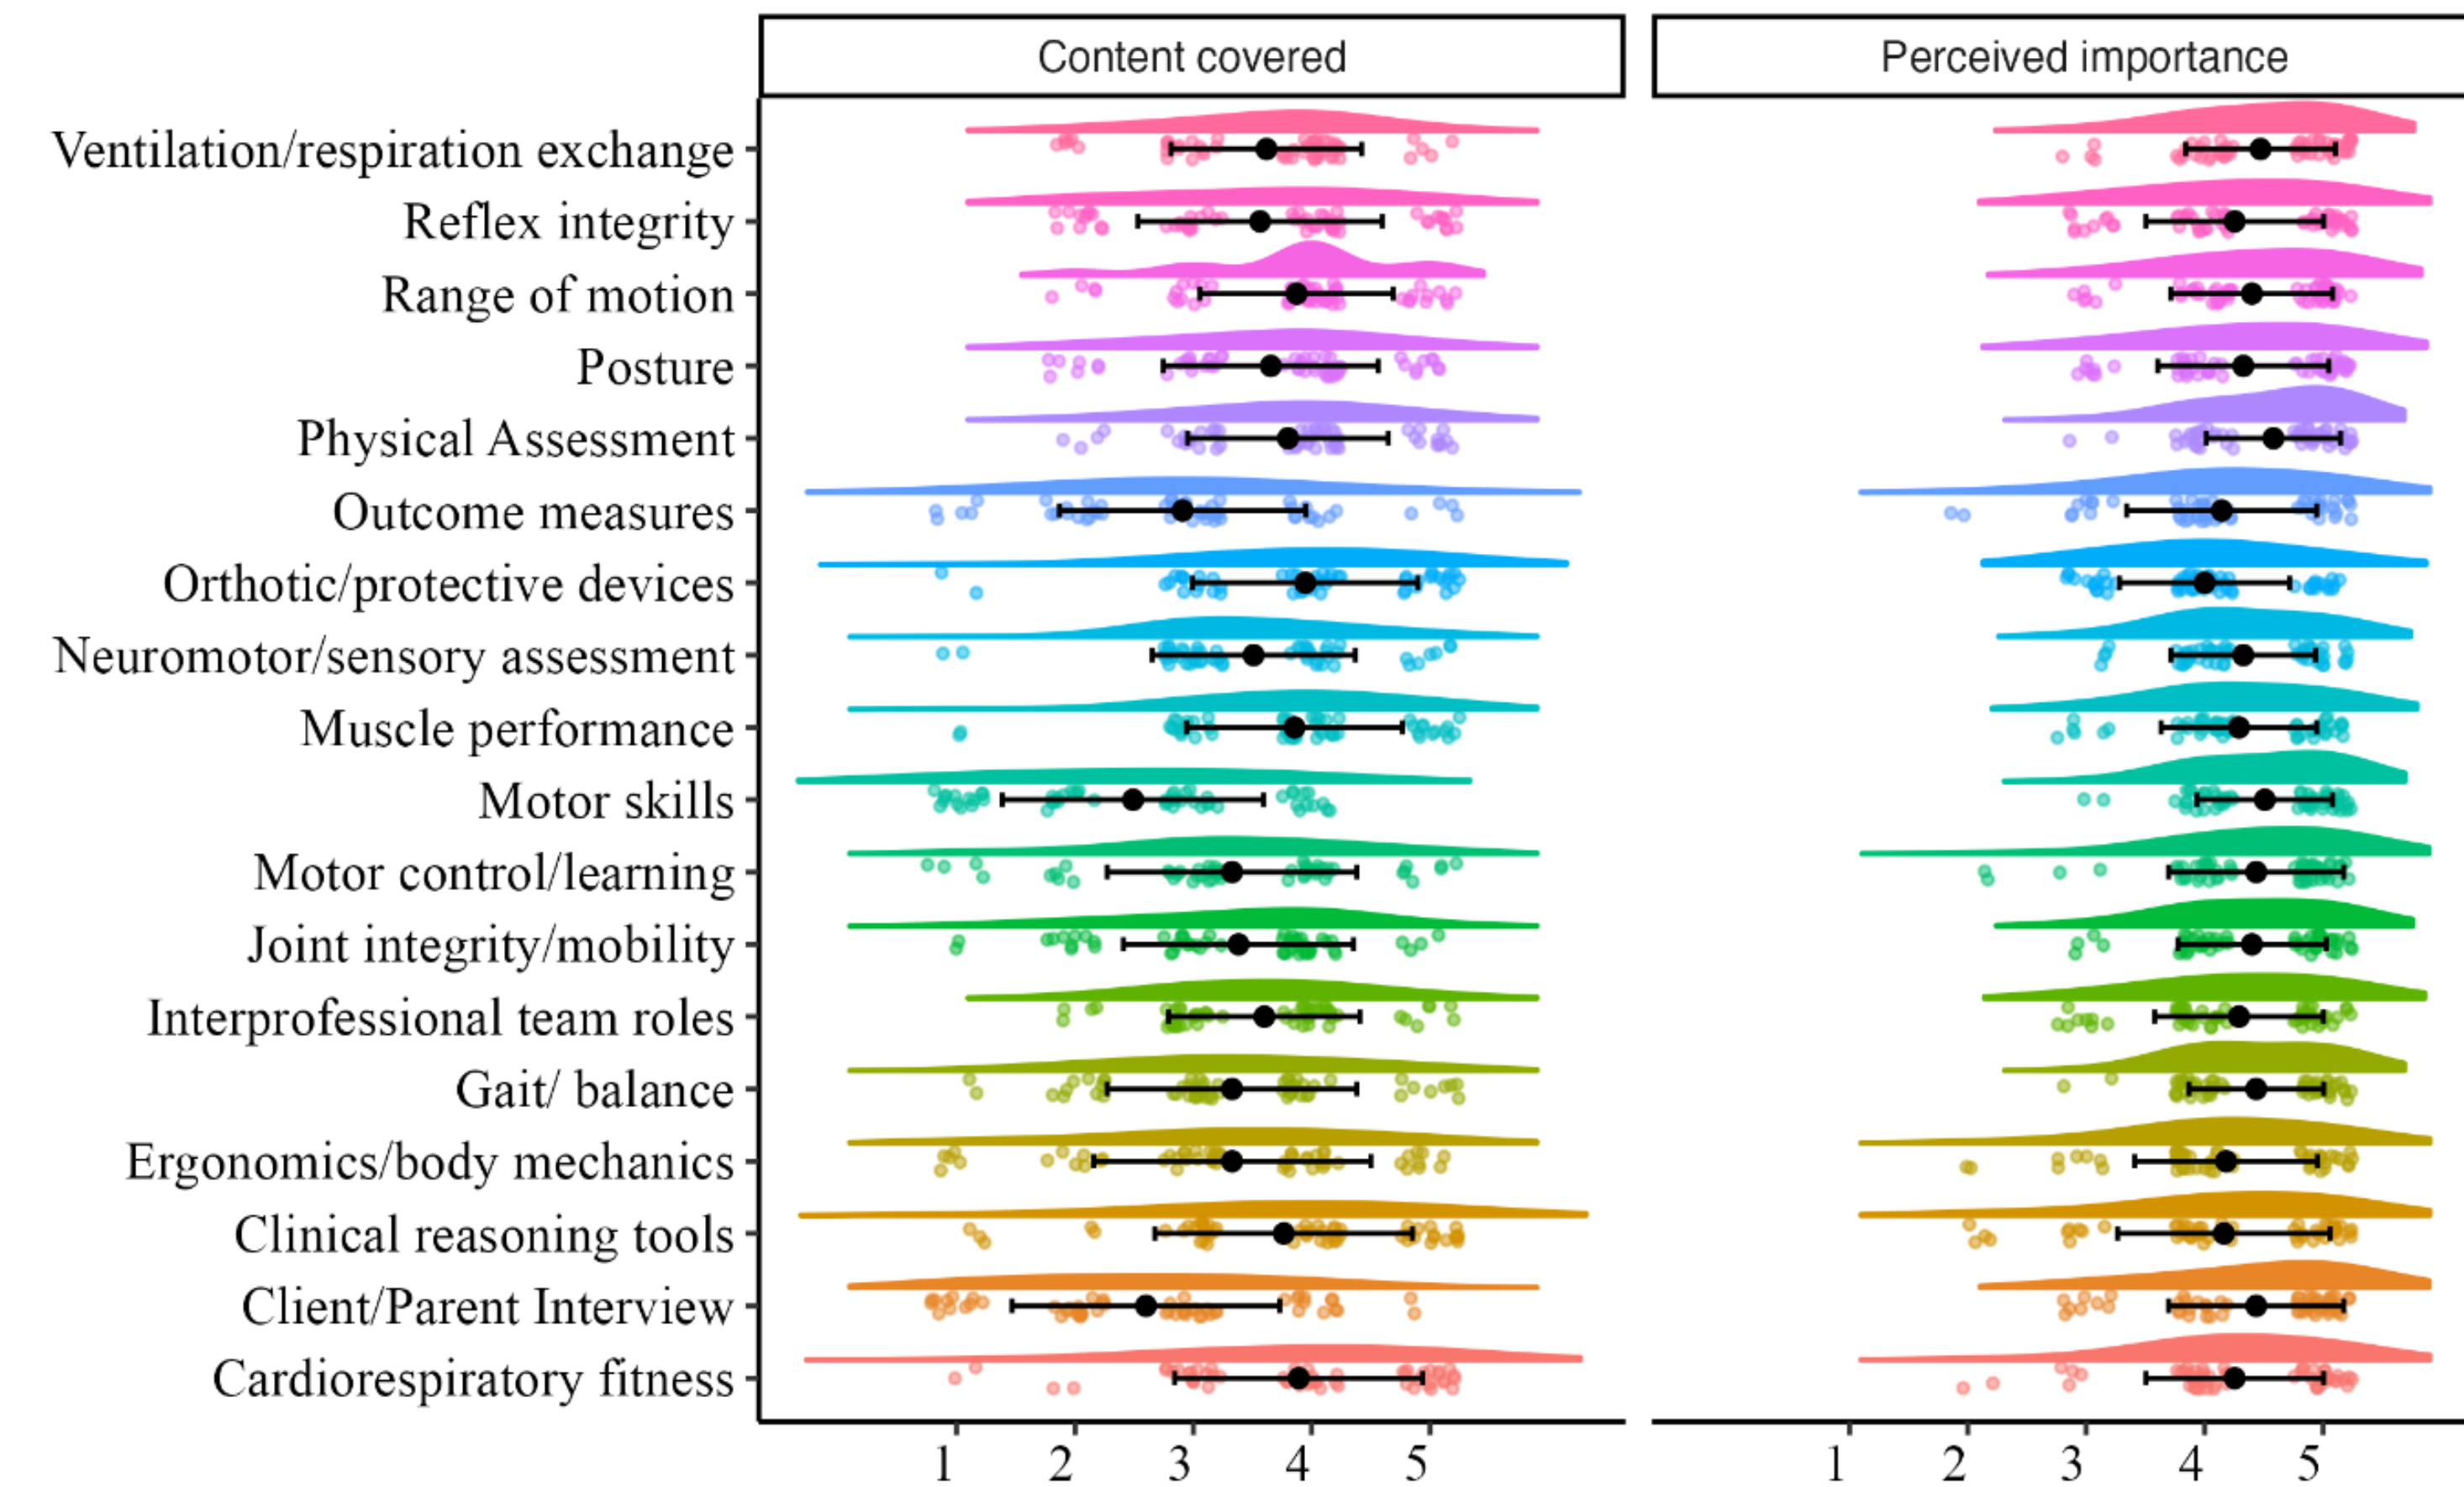 Content covered
Perceived importance
Ventilation/respiration exchange
Reflex integrity
Range of motion
Posture
Physical Assessment
Outcome measures
Orthotic/protective devices
Neuromotor/sensory assessment
Muscle performance
Motor skills
Motor control/learning
Joint integrity/mobility
Interprofessional team roles
Gait/ balance
Ergonomics/body mechanics
Clinical reasoning tools
Client/Parent Interview
Cardiorespiratory fitness
1 2 3 4 5
1 2 3 4 5